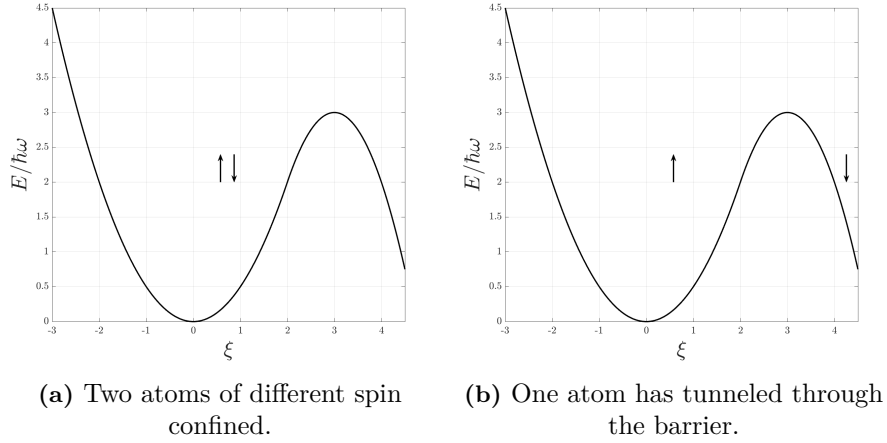 4.5
4
3.5
3
2.5
2
1.5
1
0.5
0
E/ħω
-3 -2 -1 0 1 2 3 4
ξ
4.5
4
3.5
3
2.5
2
1.5
1
0.5
0
E/ħω
-3 -2 -1 0 1 2 3 4
ξ
(a) Two atoms of different spin
confined.
(b) One atom has tunneled through
the barrier.